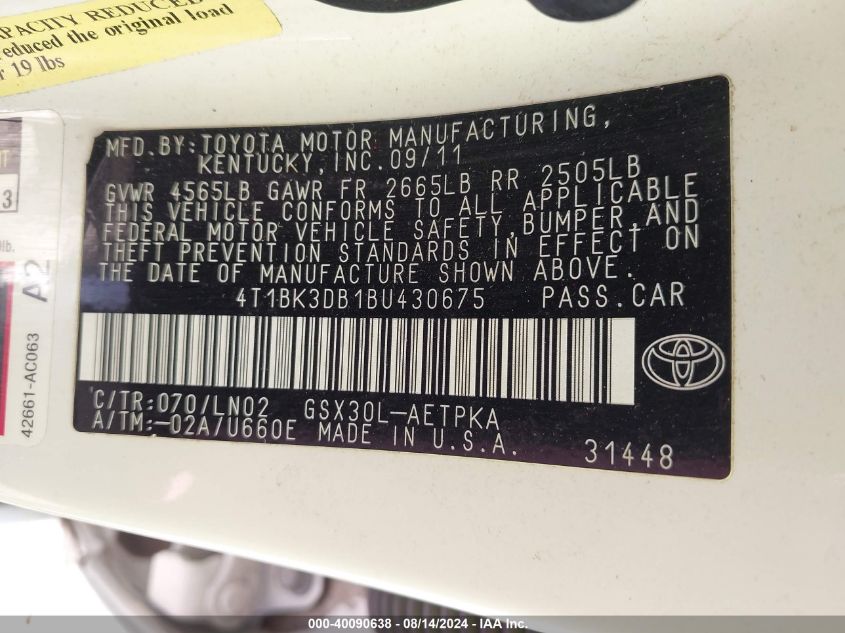 APACITY REDUCED
educed the original load
r 19 lbs
3
lb.
A2
42661-AC063
MFD.BY:TOYOTA MOTOR MANUFACTURING,
KENTUCKY,INC.09/11
GVWR 4565LB GAWR FR 2665LB RR 2505LB
THIS VEHICLE CONFORMS TO ALL APPLICABLE
FEDERAL MOTOR VEHICLE SAFETY,BUMPER,AND
THEFT PREVENTION STANDARDS IN EFFECT ON
THE DATE OF MANUFACTURE SHOWN ABOVE.
4T1BK3DB1BU430675 PASS.CAR
C/TR:070/LN02 GSX30L-AETPKA
A/TM:-02A/U660E MADE IN U.S.A.
31448
000-40090638 - 08/14/2024 - IAA, Inc.